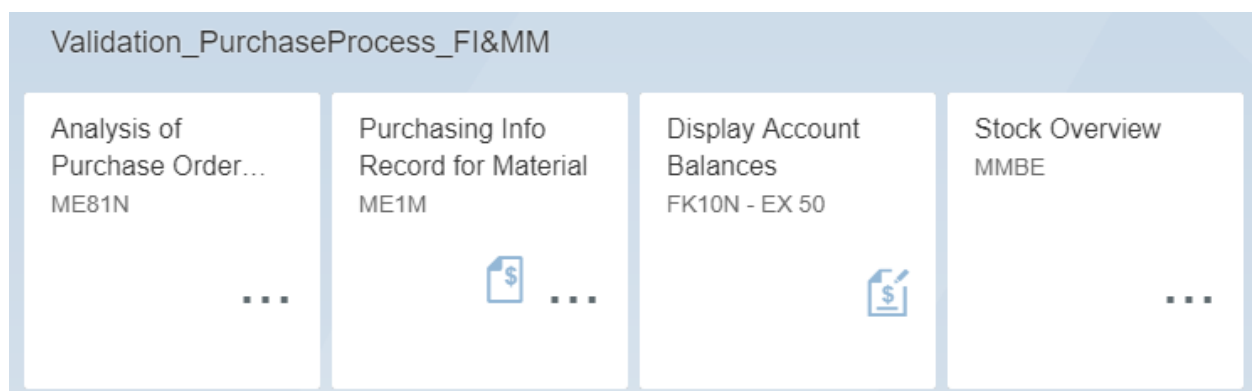 Validation_PurchaseProcess_FI&MM
Analysis of
Purchase Order...
ME81N
Purchasing Info
Record for Material
ME1M
$
...
Display Account
Balances
FK10N - EX 50
$
Stock Overview
MMBE